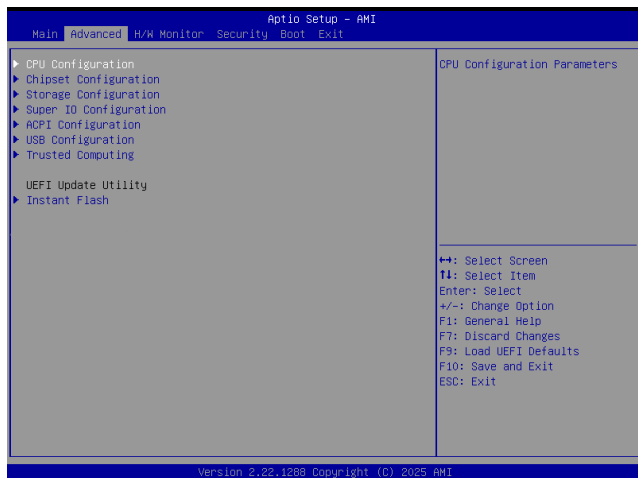 Aptio Setup – AMI
Main Advanced H/W Monitor Security Boot Exit
CPU Configuration
Chipset Configuration
Storage Configuration
Super IO Configuration
ACPI Configuration
USB Configuration
Trusted Computing
UEFI Update Utility
Instant Flash
CPU Configuration Parameters
↔: Select Screen
↑↓: Select Item
Enter: Select
+/-: Change Option
F1: General Help
F7: Discard Changes
F9: Load UEFI Defaults
F10: Save and Exit
ESC: Exit
Version 2.22.1288 Copyright (C) 2025 AMI